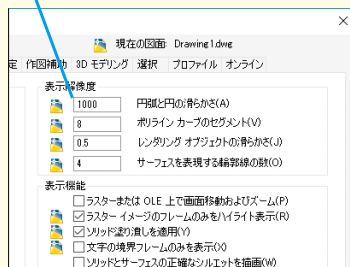 現在の図面: Drawing1.dwg
定 作図補助 3D モデリング 選択 プロファイル オンライン
表示解像度
1000 円弧と円の滑らかさ(A)
8 ポリライン カーブのセグメント(V)
0.5 レンダリング オブジェクトの滑らかさ(J)
4 サーフェスを表現する輪郭線の数(O)
表示機能
ラスターまたは OLE 上で画面移動およびズーム(P)
ラスター イメージのフレームのみをハイライト表示(R)
ソリッド塗り潰しを適用(Y)
文字の境界フレームのみを表示(X)
ソリッドとサーフェスの正確なシルエットを描画(W)